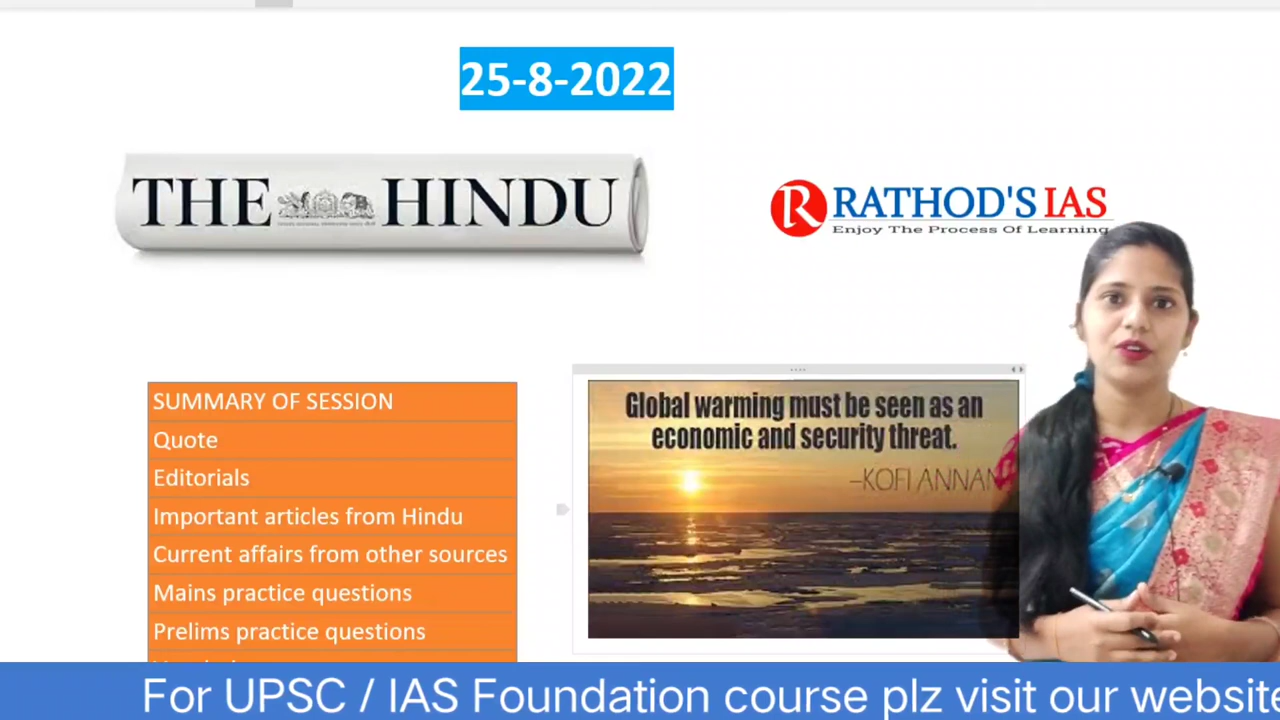 25-8-2022
THE HINDU
R RATHOD'S IAS
Enjoy The Process Of Learning
SUMMARY OF SESSION
Quote
Editorials
Important articles from Hindu
Current affairs from other sources
Mains practice questions
Prelims practice questions
Global warming must be seen as an
economic and security threat.
–KOFI ANNAN
For UPSC / IAS Foundation course plz visit our website